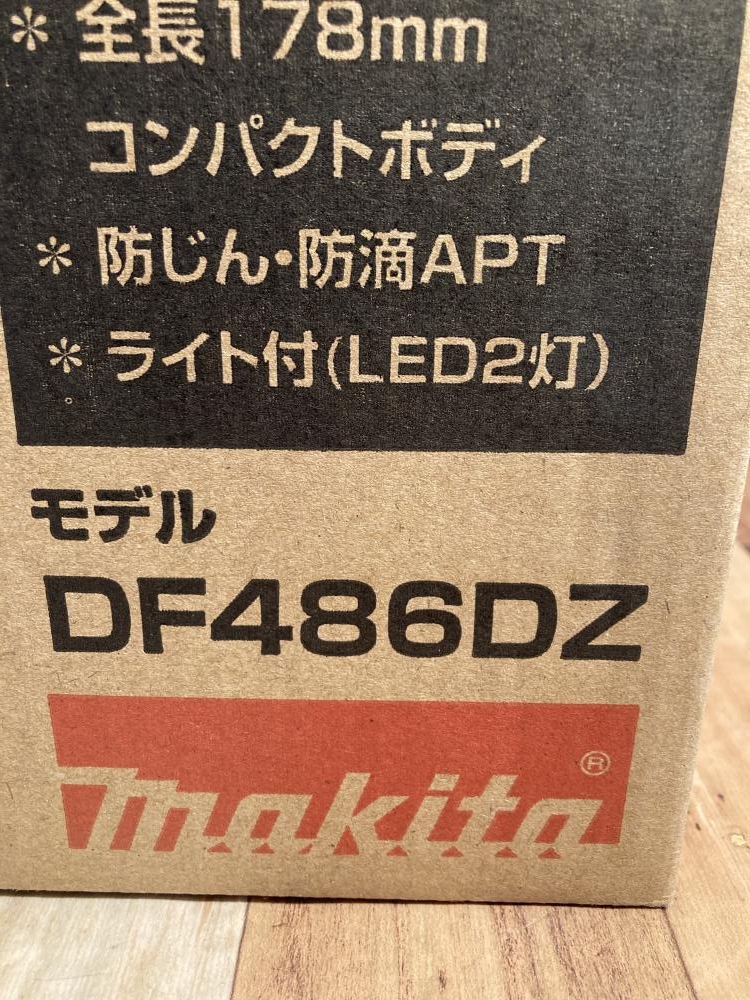 * 全長178mm
コンパクトボディ
* 防じん・防滴APT
* ライト付(LED2灯)
モデル
DF486DZ
makita®